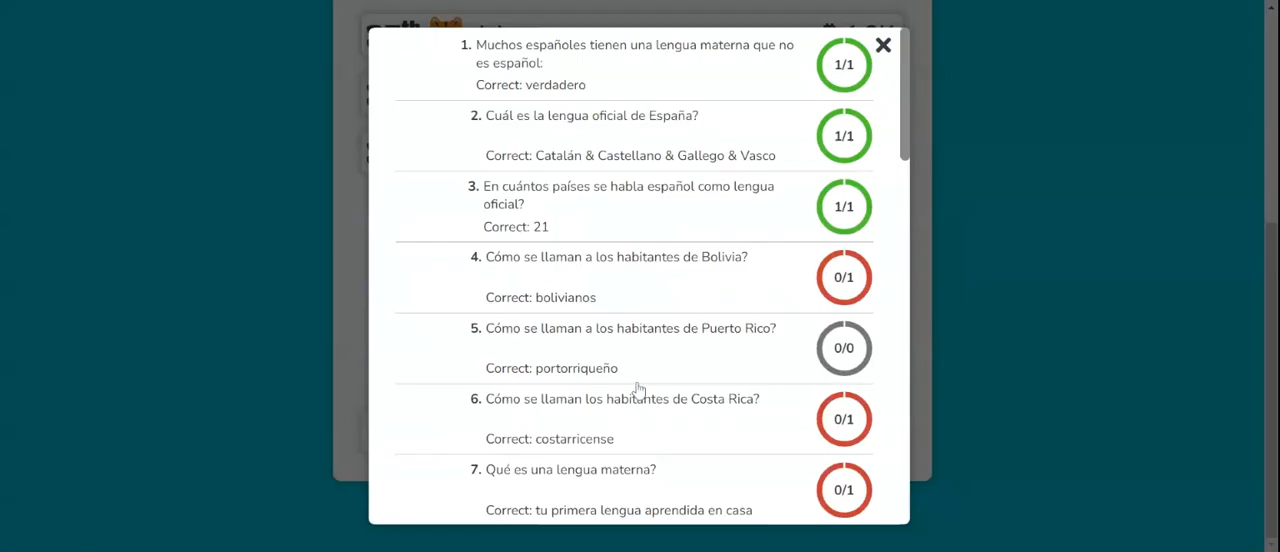 1. Muchos españoles tienen una lengua materna que no
es español:
Correct: verdadero
1/1
2. Cuál es la lengua oficial de España?
Correct: Catalán & Castellano & Gallego & Vasco
1/1
3. En cuántos países se habla español como lengua
oficial?
Correct: 21
1/1
4. Cómo se llaman a los habitantes de Bolivia?
Correct: bolivianos
0/1
5. Cómo se llaman a los habitantes de Puerto Rico?
Correct: portorriqueño
0/0
6. Cómo se llaman los habitantes de Costa Rica?
Correct: costarricense
0/1
7. Qué es una lengua materna?
Correct: tu primera lengua aprendida en casa
0/1